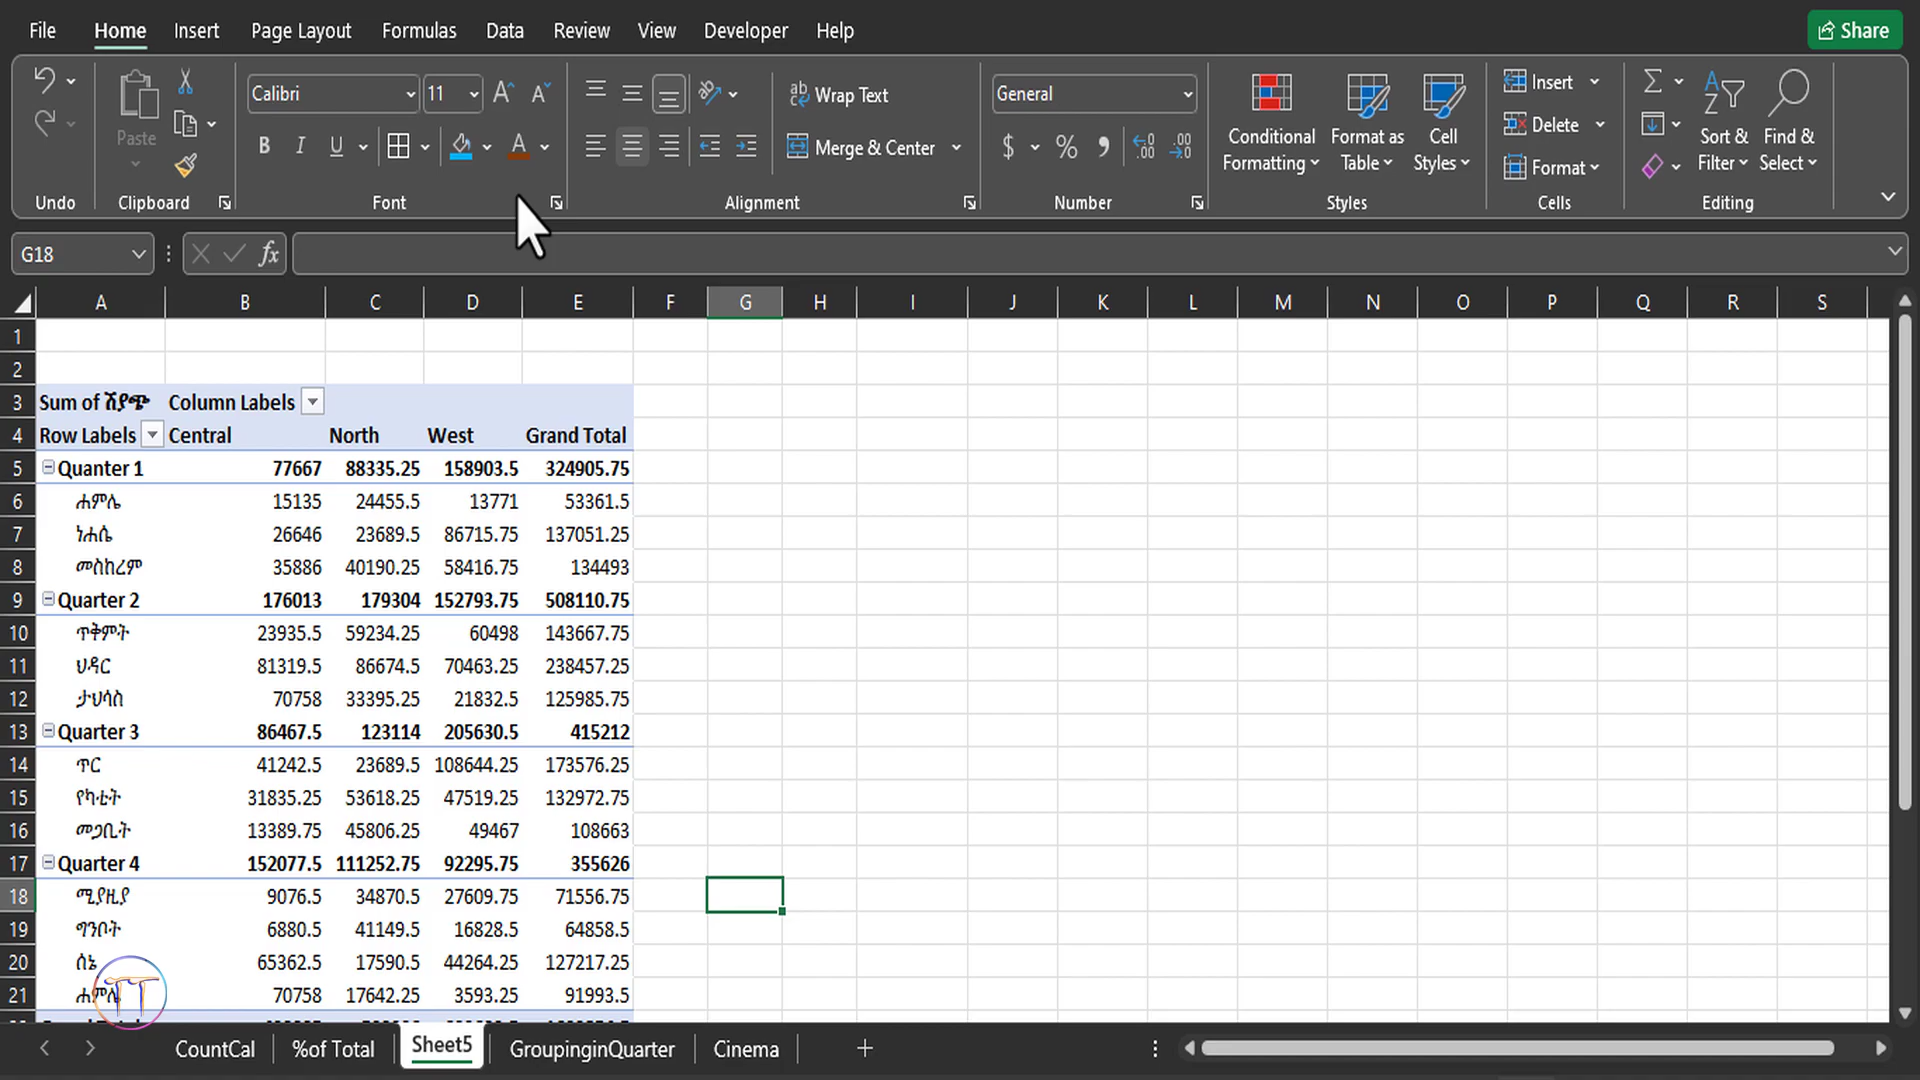 File Home Insert Page Layout Formulas Data Review View Developer Help Share
Calibri 11 Wrap Text General Insert
Paste Conditional Format as Cell Delete Sort & Find &
B I U A Merge & Center $ % Formatting Table Styles Format Filter Select
Undo Clipboard Font Alignment Number Styles Cells Editing
G18 fx
A B C D E F G H I J K L M N O P Q R S
1
2
3 Sum of ሽያጭ Column Labels
4 Row Labels Central North West Grand Total
5 Quanter 1 77667 88335.25 158903.5 324905.75
6 ሐምሌ 15135 24455.5 13771 53361.5
7 ነሐሴ 26646 23689.5 86715.75 137051.25
8 መስከረም 35886 40190.25 58416.75 134493
9 Quarter 2 176013 179304 152793.75 508110.75
10 ጥቅምት 23935.5 59234.25 60498 143667.75
11 ህዳር 81319.5 86674.5 70463.25 238457.25
12 ታህሳስ 70758 33395.25 21832.5 125985.75
13 Quarter 3 86467.5 123114 205630.5 415212
14 ጥር 41242.5 23689.5 108644.25 173576.25
15 የካቲት 31835.25 53618.25 47519.25 132972.75
16 መጋቢት 13389.75 45806.25 49467 108663
17 Quarter 4 152077.5 111252.75 92295.75 355626
18 ሚያዚያ 9076.5 34870.5 27609.75 71556.75
19 ግንቦት 6880.5 41149.5 16828.5 64858.5
20 ሰኔ 65362.5 17590.5 44264.25 127217.25
21 ሐምሌ 70758 17642.25 3593.25 91993.5
CountCal %of Total Sheet5 GroupinginQuarter Cinema